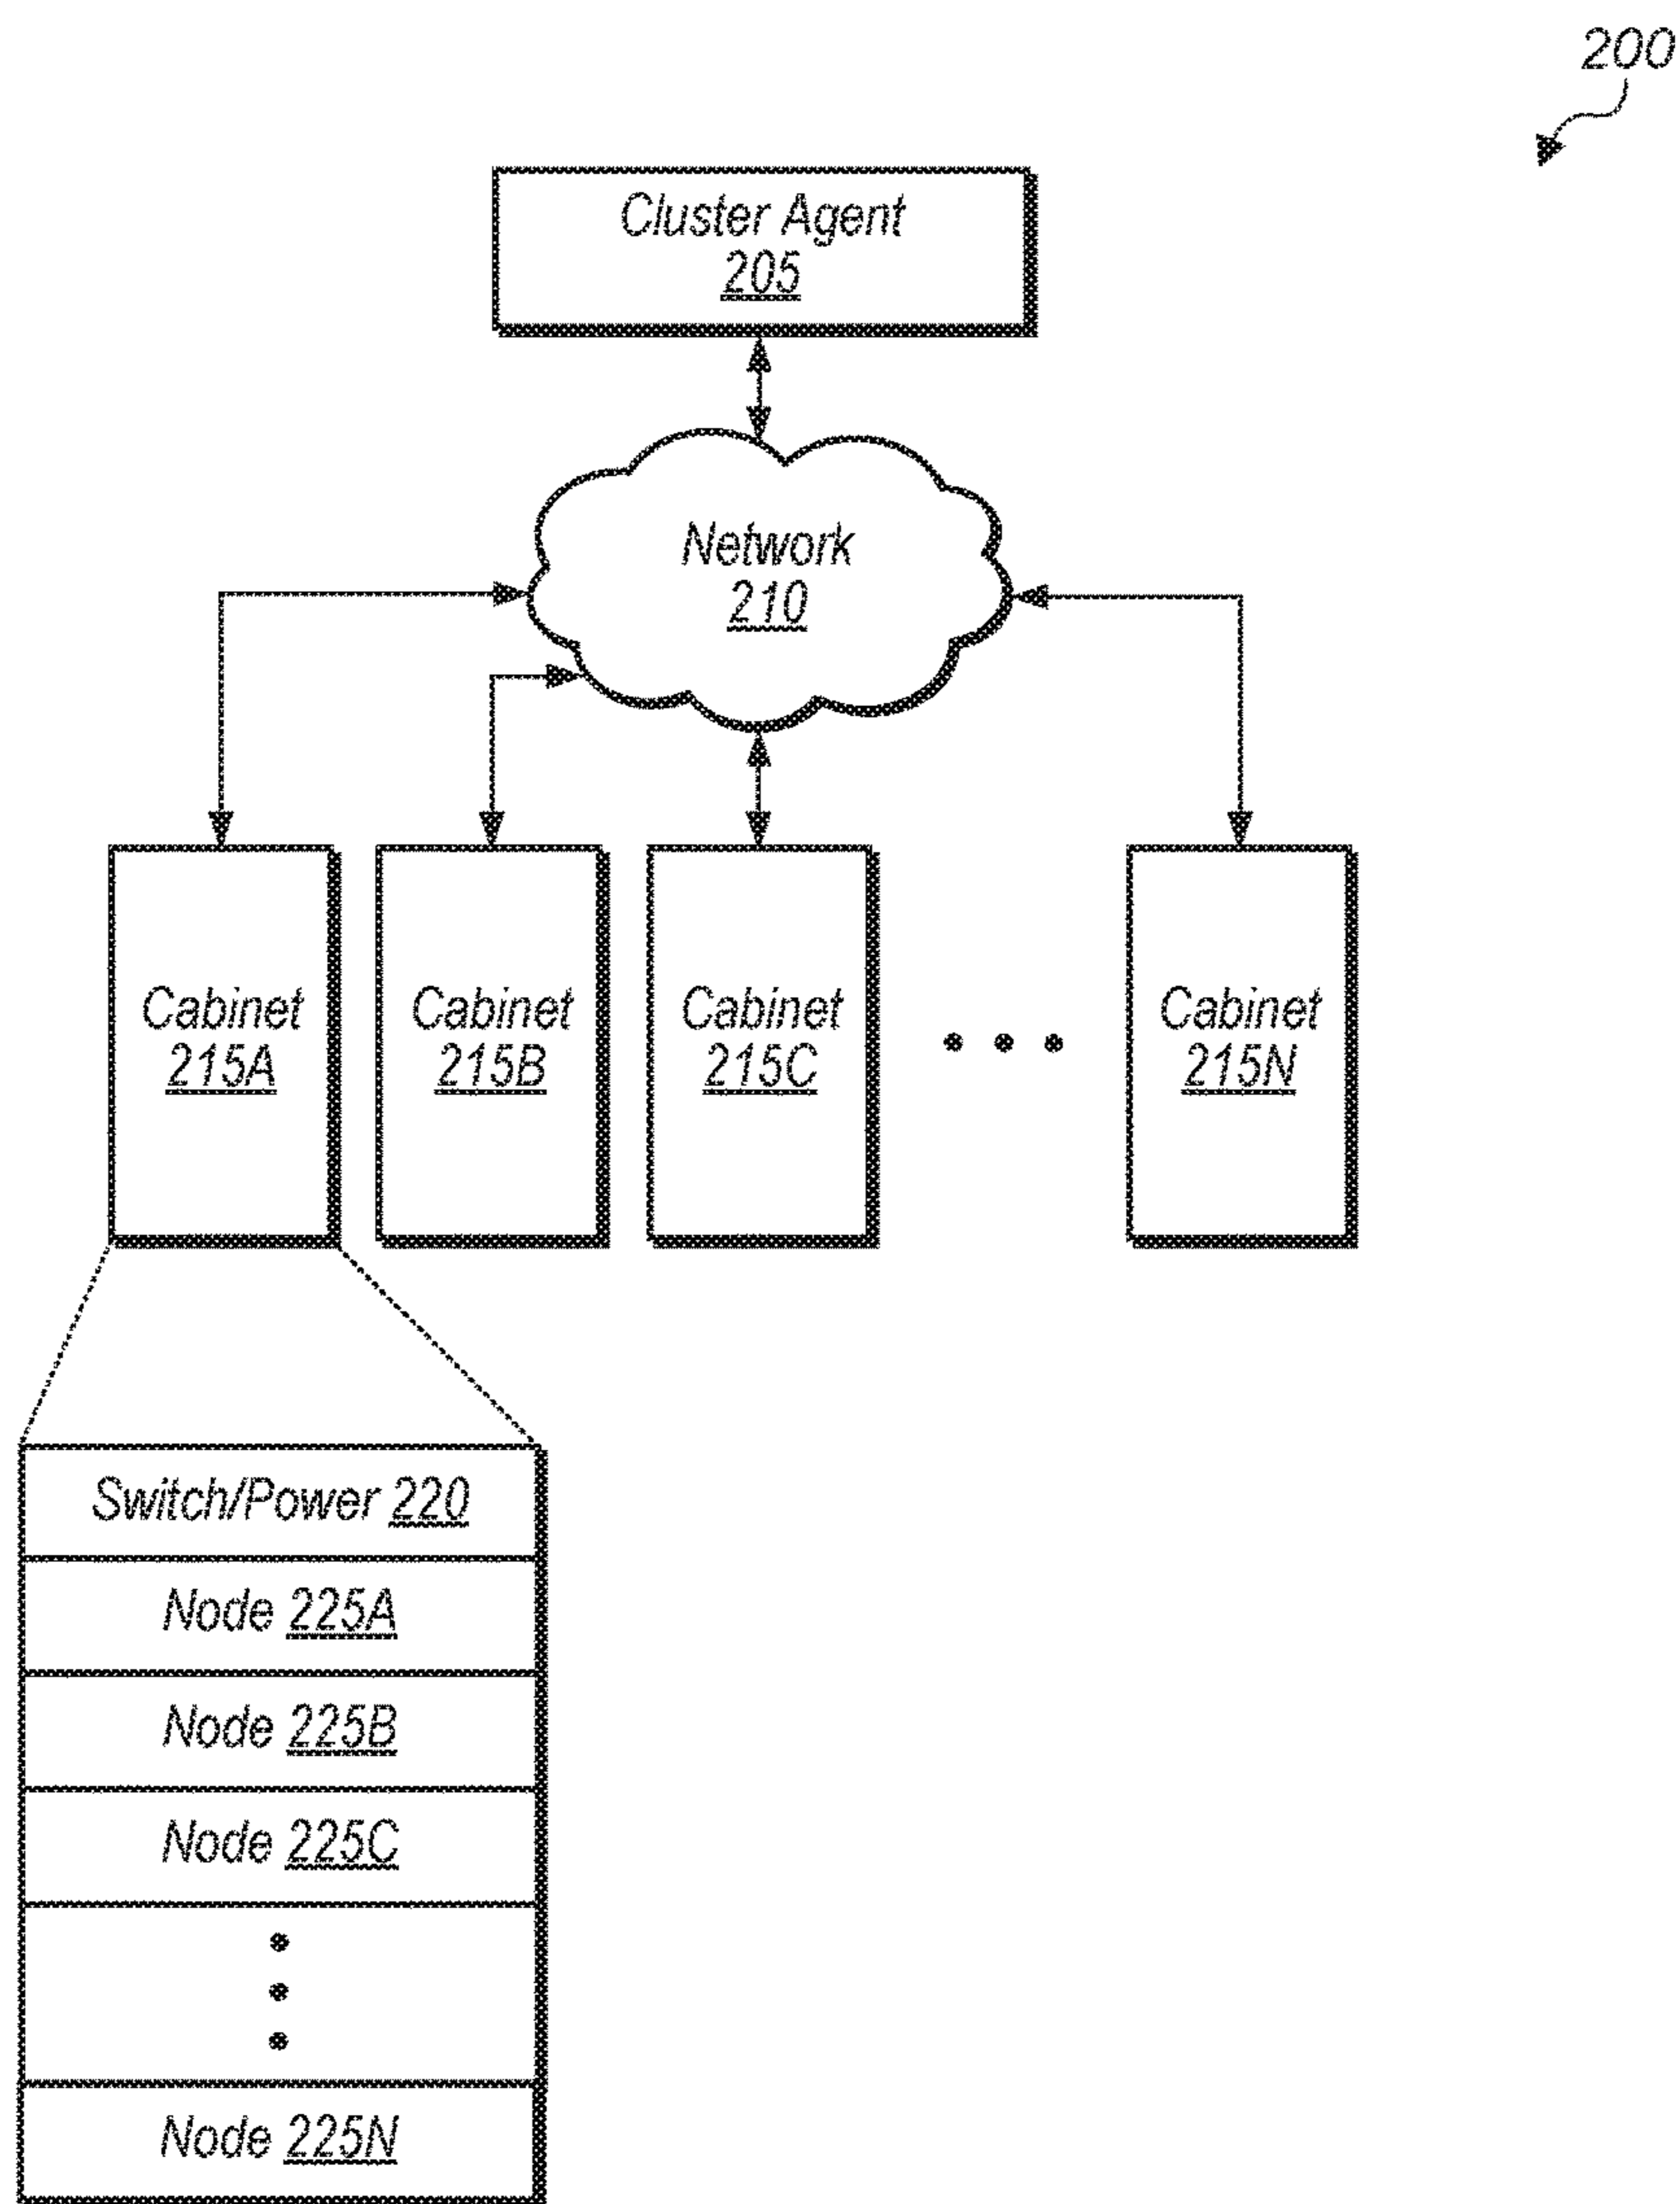 200
Cluster Agent
205
Network
210
Cabinet
215A
Cabinet
215B
Cabinet
215C
Cabinet
215N
Switch/Power 220
Node 225A
Node 225B
Node 225C
Node 225N